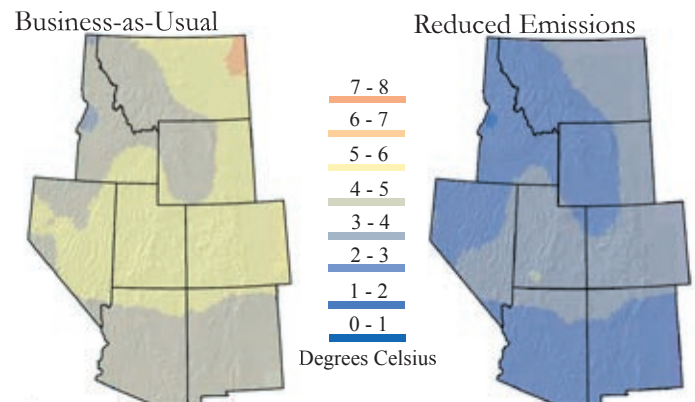 Business-as-Usual
Reduced Emissions
7 - 8
6 - 7
5 - 6
4 - 5
3 - 4
2 - 3
1 - 2
0 - 1
Degrees Celsius